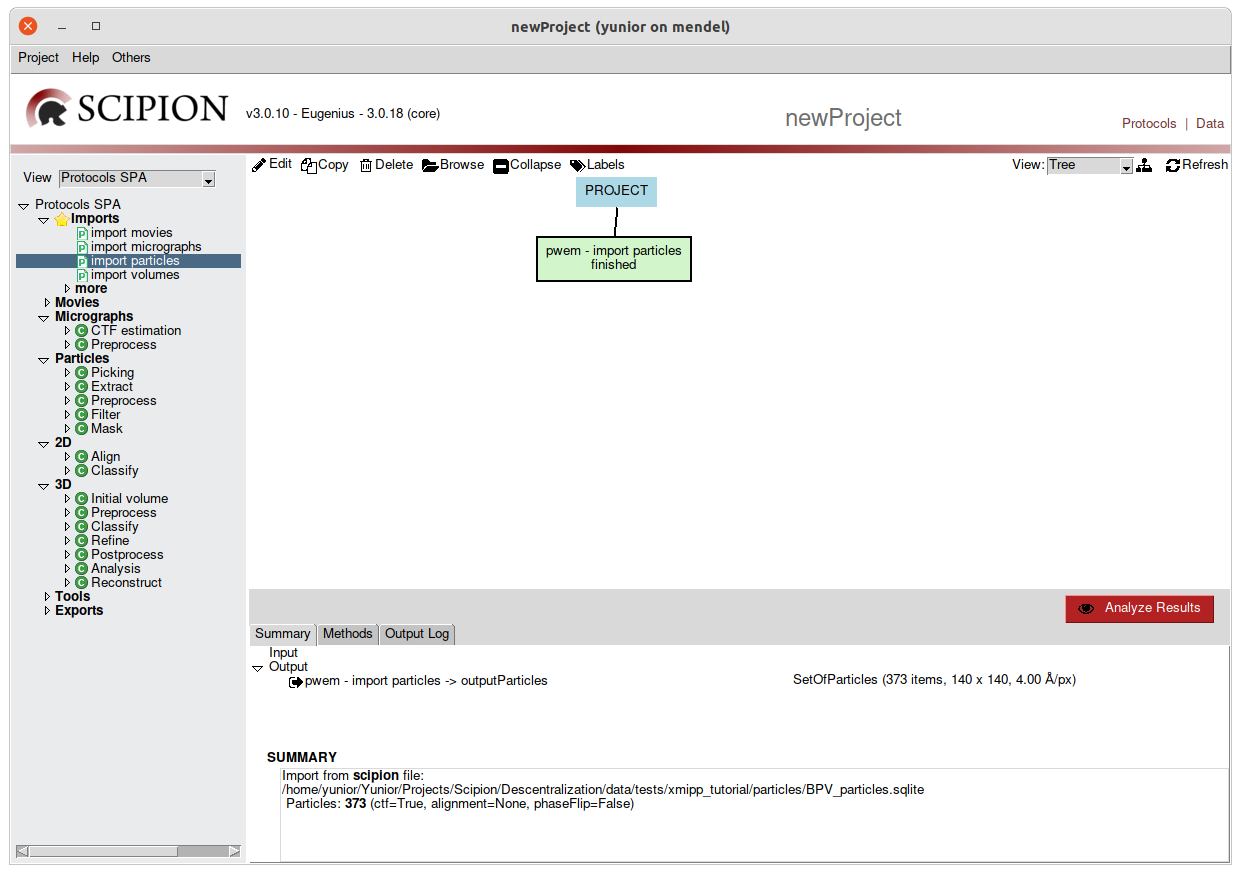 newProject (yunior on mendel)
Project Help Others
SCIPION v3.0.10 - Eugenius - 3.0.18 (core) newProject Protocols | Data
View Protocols SPA
Edit Copy Delete Browse Collapse Labels View: Tree Refresh
Protocols SPA
Imports
import movies
import micrographs
import particles
import volumes
more
Movies
Micrographs
CTF estimation
Preprocess
Particles
Picking
Extract
Preprocess
Filter
Mask
2D
Align
Classify
3D
Initial volume
Preprocess
Classify
Refine
Postprocess
Analysis
Reconstruct
Tools
Exports
PROJECT
pwem - import particles
finished
Analyze Results
Summary Methods Output Log
Input
Output
pwem - import particles -> outputParticles SetOfParticles (373 items, 140 x 140, 4.00 Å/px)
SUMMARY
Import from scipion file:
/home/yunior/Yunior/Projects/Scipion/Descentralization/data/tests/xmipp_tutorial/particles/BPV_particles.sqlite
Particles: 373 (ctf=True, alignment=None, phaseFlip=False)